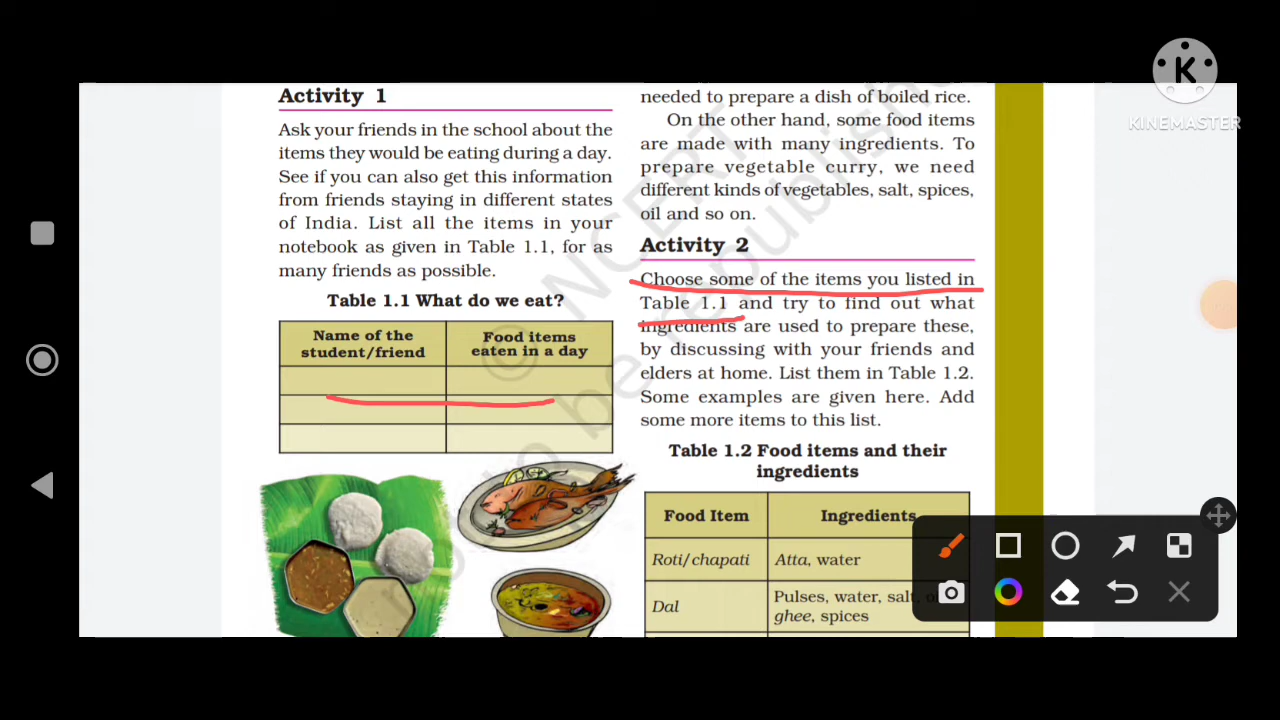 Activity 1
Ask your friends in the school about the
items they would be eating during a day.
See if you can also get this information
from friends staying in different states
of India. List all the items in your
notebook as given in Table 1.1, for as
many friends as possible.
Table 1.1 What do we eat?
Name of the
student/friend
Food items
eaten in a day
needed to prepare a dish of boiled rice.
On the other hand, some food items
are made with many ingredients. To
prepare vegetable curry, we need
different kinds of vegetables, salt, spices,
oil and so on.
Activity 2
Choose some of the items you listed in
Table 1.1 and try to find out what
ingredients are used to prepare these,
by discussing with your friends and
elders at home. List them in Table 1.2.
Some examples are given here. Add
some more items to this list.
Table 1.2 Food items and their
ingredients
Food Item
Ingredients
Roti/chapati
Atta, water
Dal
Pulses, water, salt,
ghee, spices
© NCERT
to be republished
K
KINEMASTER